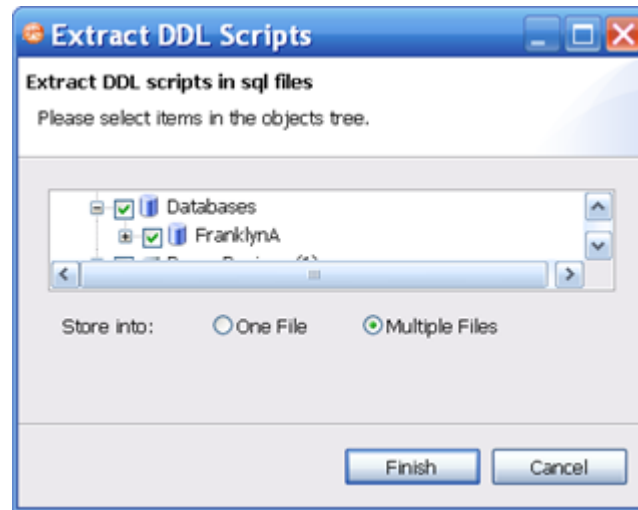 Extract DDL Scripts
Extract DDL scripts in sql files
Please select items in the objects tree.
Databases
FranklynA
Store into: One File Multiple Files
Finish Cancel